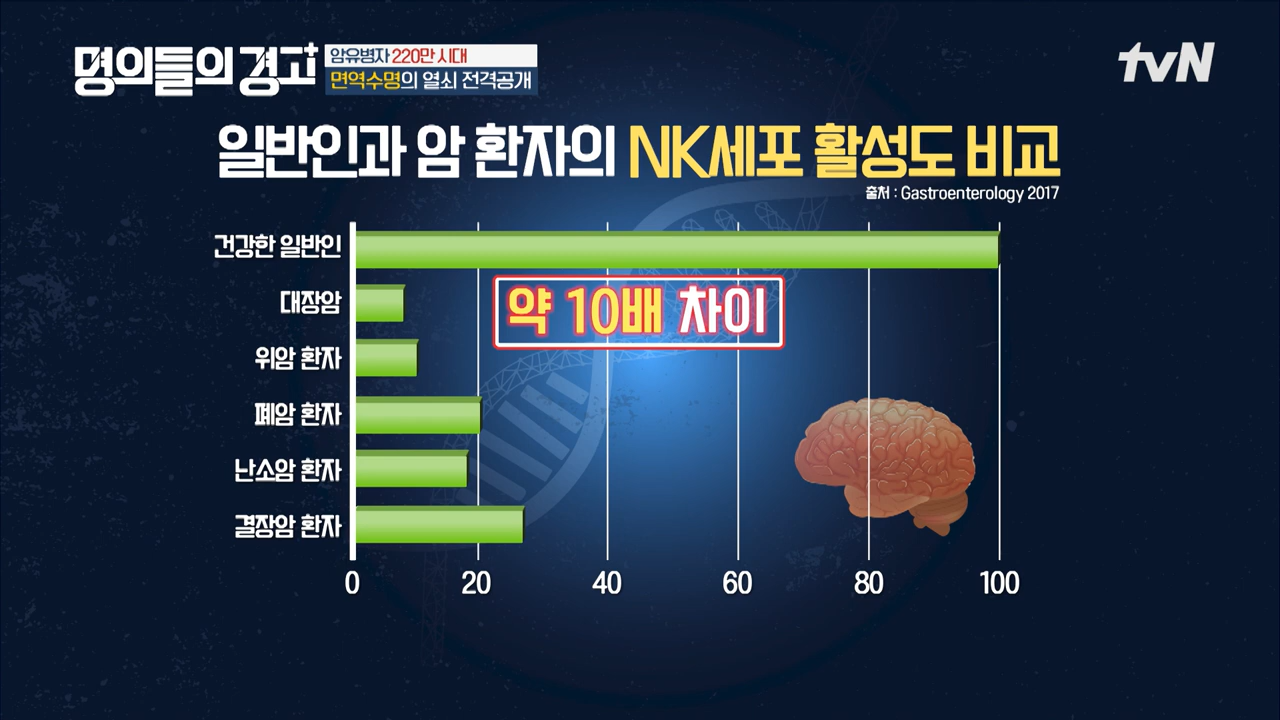 명의들의 경고+
암유병자 220만 시대
면역수명의 열쇠 전격공개
tvN
일반인과 암 환자의 NK세포 활성도 비교
출처 : Gastroenterology 2017
건강한 일반인
대장암
약 10배 차이
위암 환자
폐암 환자
난소암 환자
결장암 환자
0 20 40 60 80 100